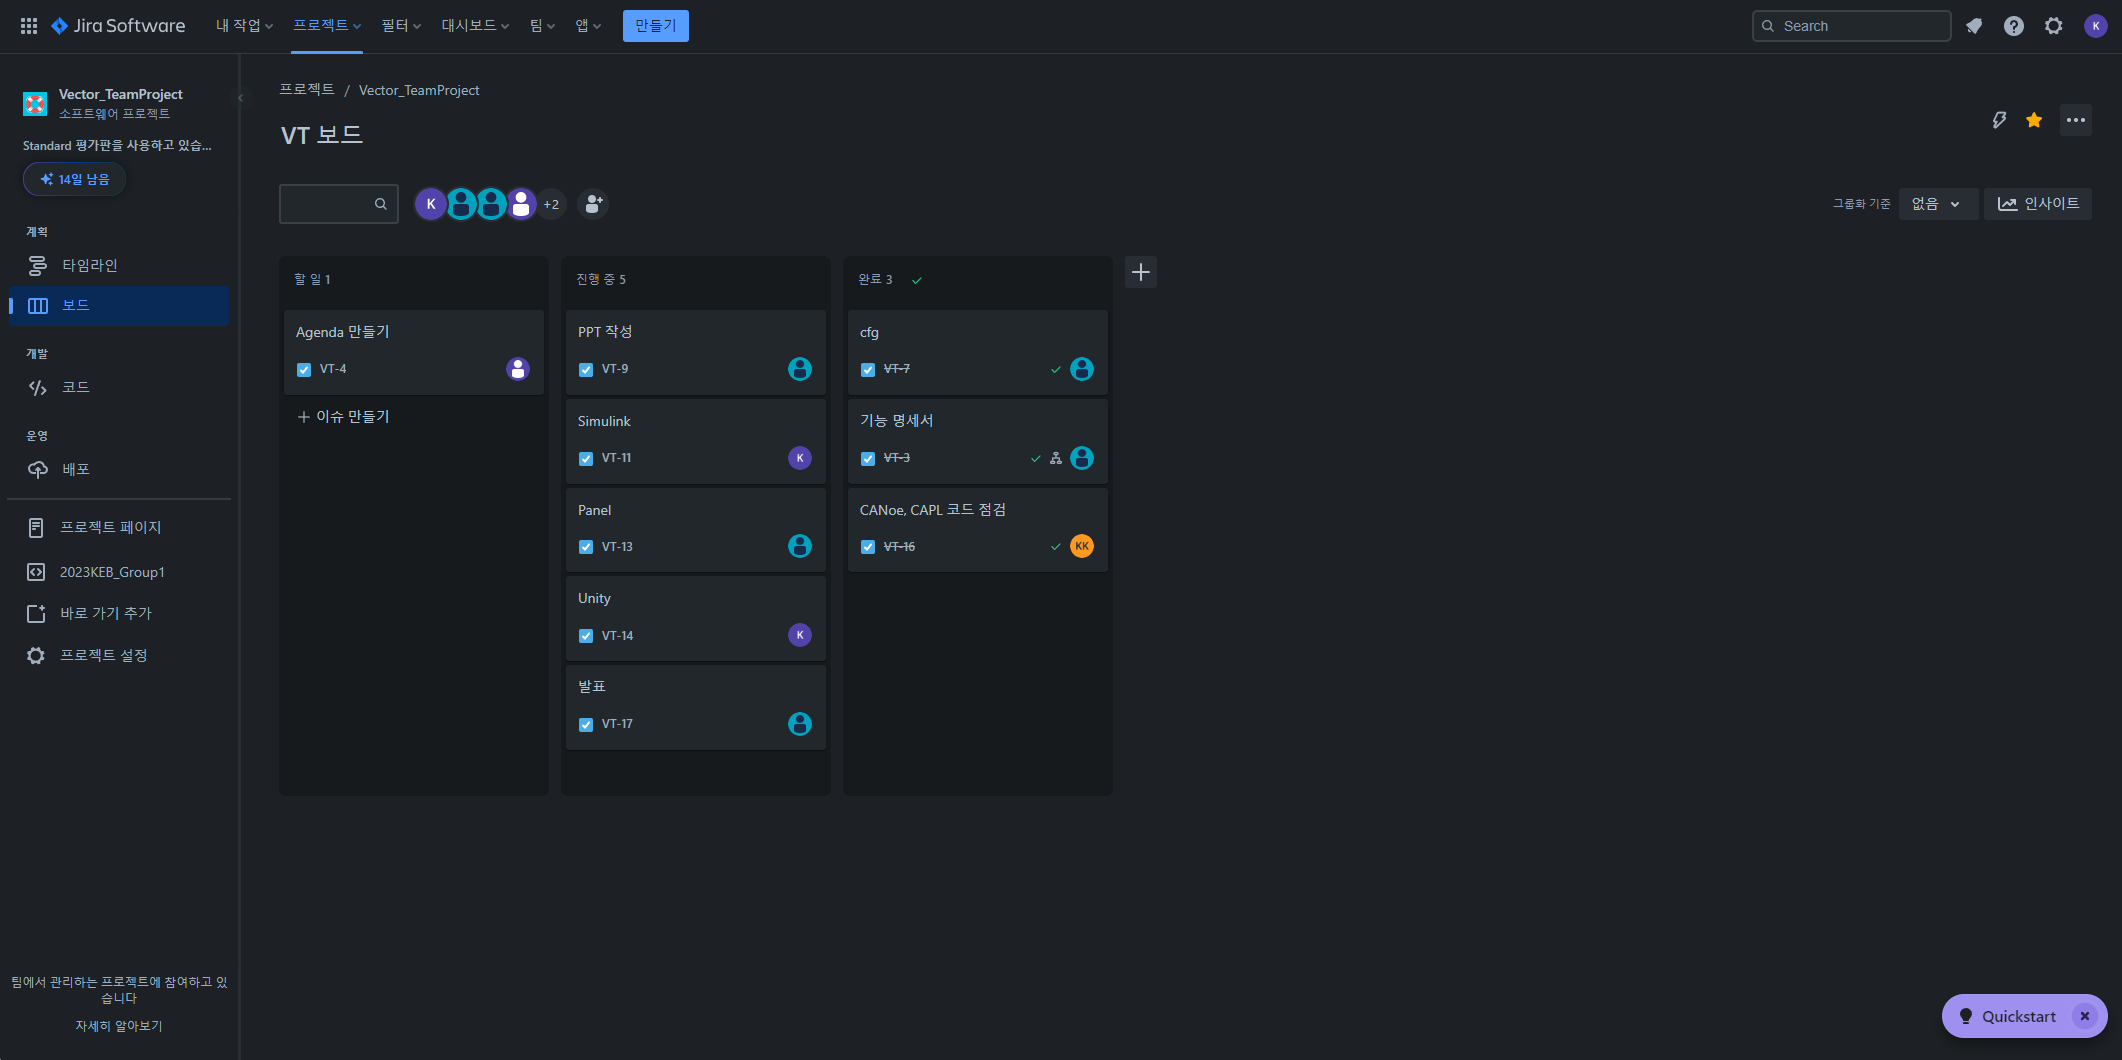 Jira Software
내 작업
프로젝트
필터
대시보드
팀
앱
만들기
Search
K
Vector_TeamProject
소프트웨어 프로젝트
Standard 평가판을 사용하고 있습...
14일 남음
계획
타임라인
보드
개발
코드
운영
배포
프로젝트 페이지
2023KEB_Group1
바로 가기 추가
프로젝트 설정
팀에서 관리하는 프로젝트에 참여하고 있
습니다
자세히 알아보기
프로젝트 / Vector_TeamProject
VT 보드
K
+2
그룹화 기준
없음
인사이트
할 일 1
Agenda 만들기
VT-4
이슈 만들기
진행 중 5
PPT 작성
VT-9
Simulink
VT-11
K
Panel
VT-13
Unity
VT-14
K
발표
VT-17
완료 3
cfg
VT-7
기능 명세서
VT-3
CANoe, CAPL 코드 점검
VT-16
KK
Quickstart